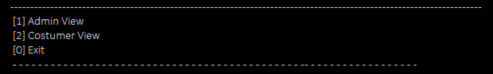 --------------------------------------------------------------------------------------------------------
[1] Admin View
[2] Costumer View
[0] Exit
- - - - - - - - - - - - - - - - - - - - - - - - - - - - - - - - - - - - - - - - - - -- - - - - - - - - - - - - - - -